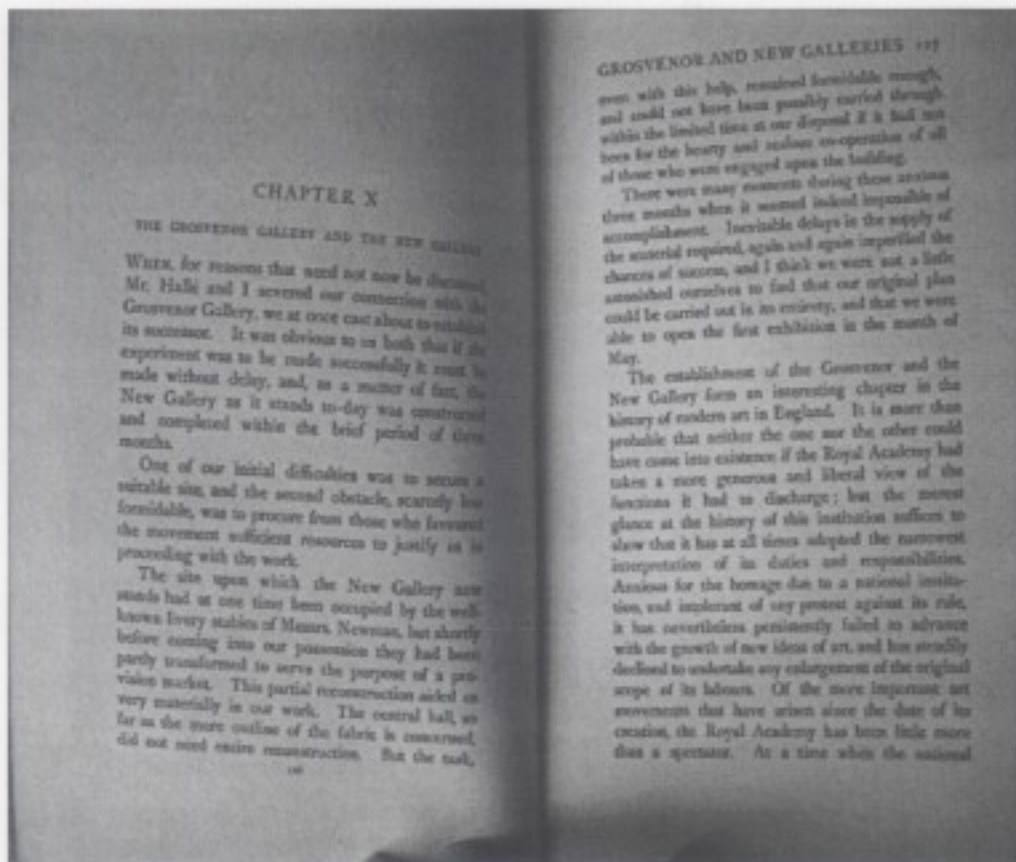 CHAPTER X
THE GROSVENOR GALLERY AND THE NEW GALLERY
WHEN, for reasons that need not now be discussed,
Mr. Hallé and I severed our connection with the
Grosvenor Gallery, we at once cast about to establish
its successor. It was obvious to us both that if the
experiment was to be made successfully it must be
made without delay, and, as a matter of fact, the
New Gallery as it stands to-day was constructed
and completed within the brief period of three
months.
One of our initial difficulties was to secure a
suitable site, and the second obstacle, scarcely less
formidable, was to procure from those who favoured
the movement sufficient resources to justify us in
proceeding with the work.
The site upon which the New Gallery now
stands had at one time been occupied by the well-
known livery stables of Messrs. Newman, but shortly
before coming into our possession they had been
partly transformed to serve the purpose of a pro-
vision market. This partial reconstruction aided us
very materially in our work. The central hall, so
far as the mere outline of the fabric is concerned,
did not need entire reconstruction. But the task,
GROSVENOR AND NEW GALLERIES
even with this help, remained formidable enough,
and could not have been possibly carried through
within the limited time at our disposal if it had not
been for the hearty and zealous co-operation of all
of those who were engaged upon the building.
There were many moments during these anxious
three months when it seemed indeed impossible of
accomplishment. Inevitable delays in the supply of
the material required, again and again imperilled the
chances of success, and I think we were not a little
astonished ourselves to find that our original plan
could be carried out in its entirety, and that we were
able to open the first exhibition in the month of
May.
The establishment of the Grosvenor and the
New Gallery form an interesting chapter in the
history of modern art in England. It is more than
probable that neither the one nor the other could
have come into existence if the Royal Academy had
taken a more generous and liberal view of the
functions it had to discharge; but the merest
glance at the history of this institution suffices to
show that it has at all times adopted the narrowest
interpretation of its duties and responsibilities.
Anxious for the homage due to a national institu-
tion, and intolerant of any protest against its rule,
it has nevertheless persistently failed to advance
with the growth of new ideas of art, and has steadily
declined to undertake any enlargement of the original
scope of its labours. Of the more important art
movements that have arisen since the date of its
creation, the Royal Academy has been little more
than a spectator. At a time when the national